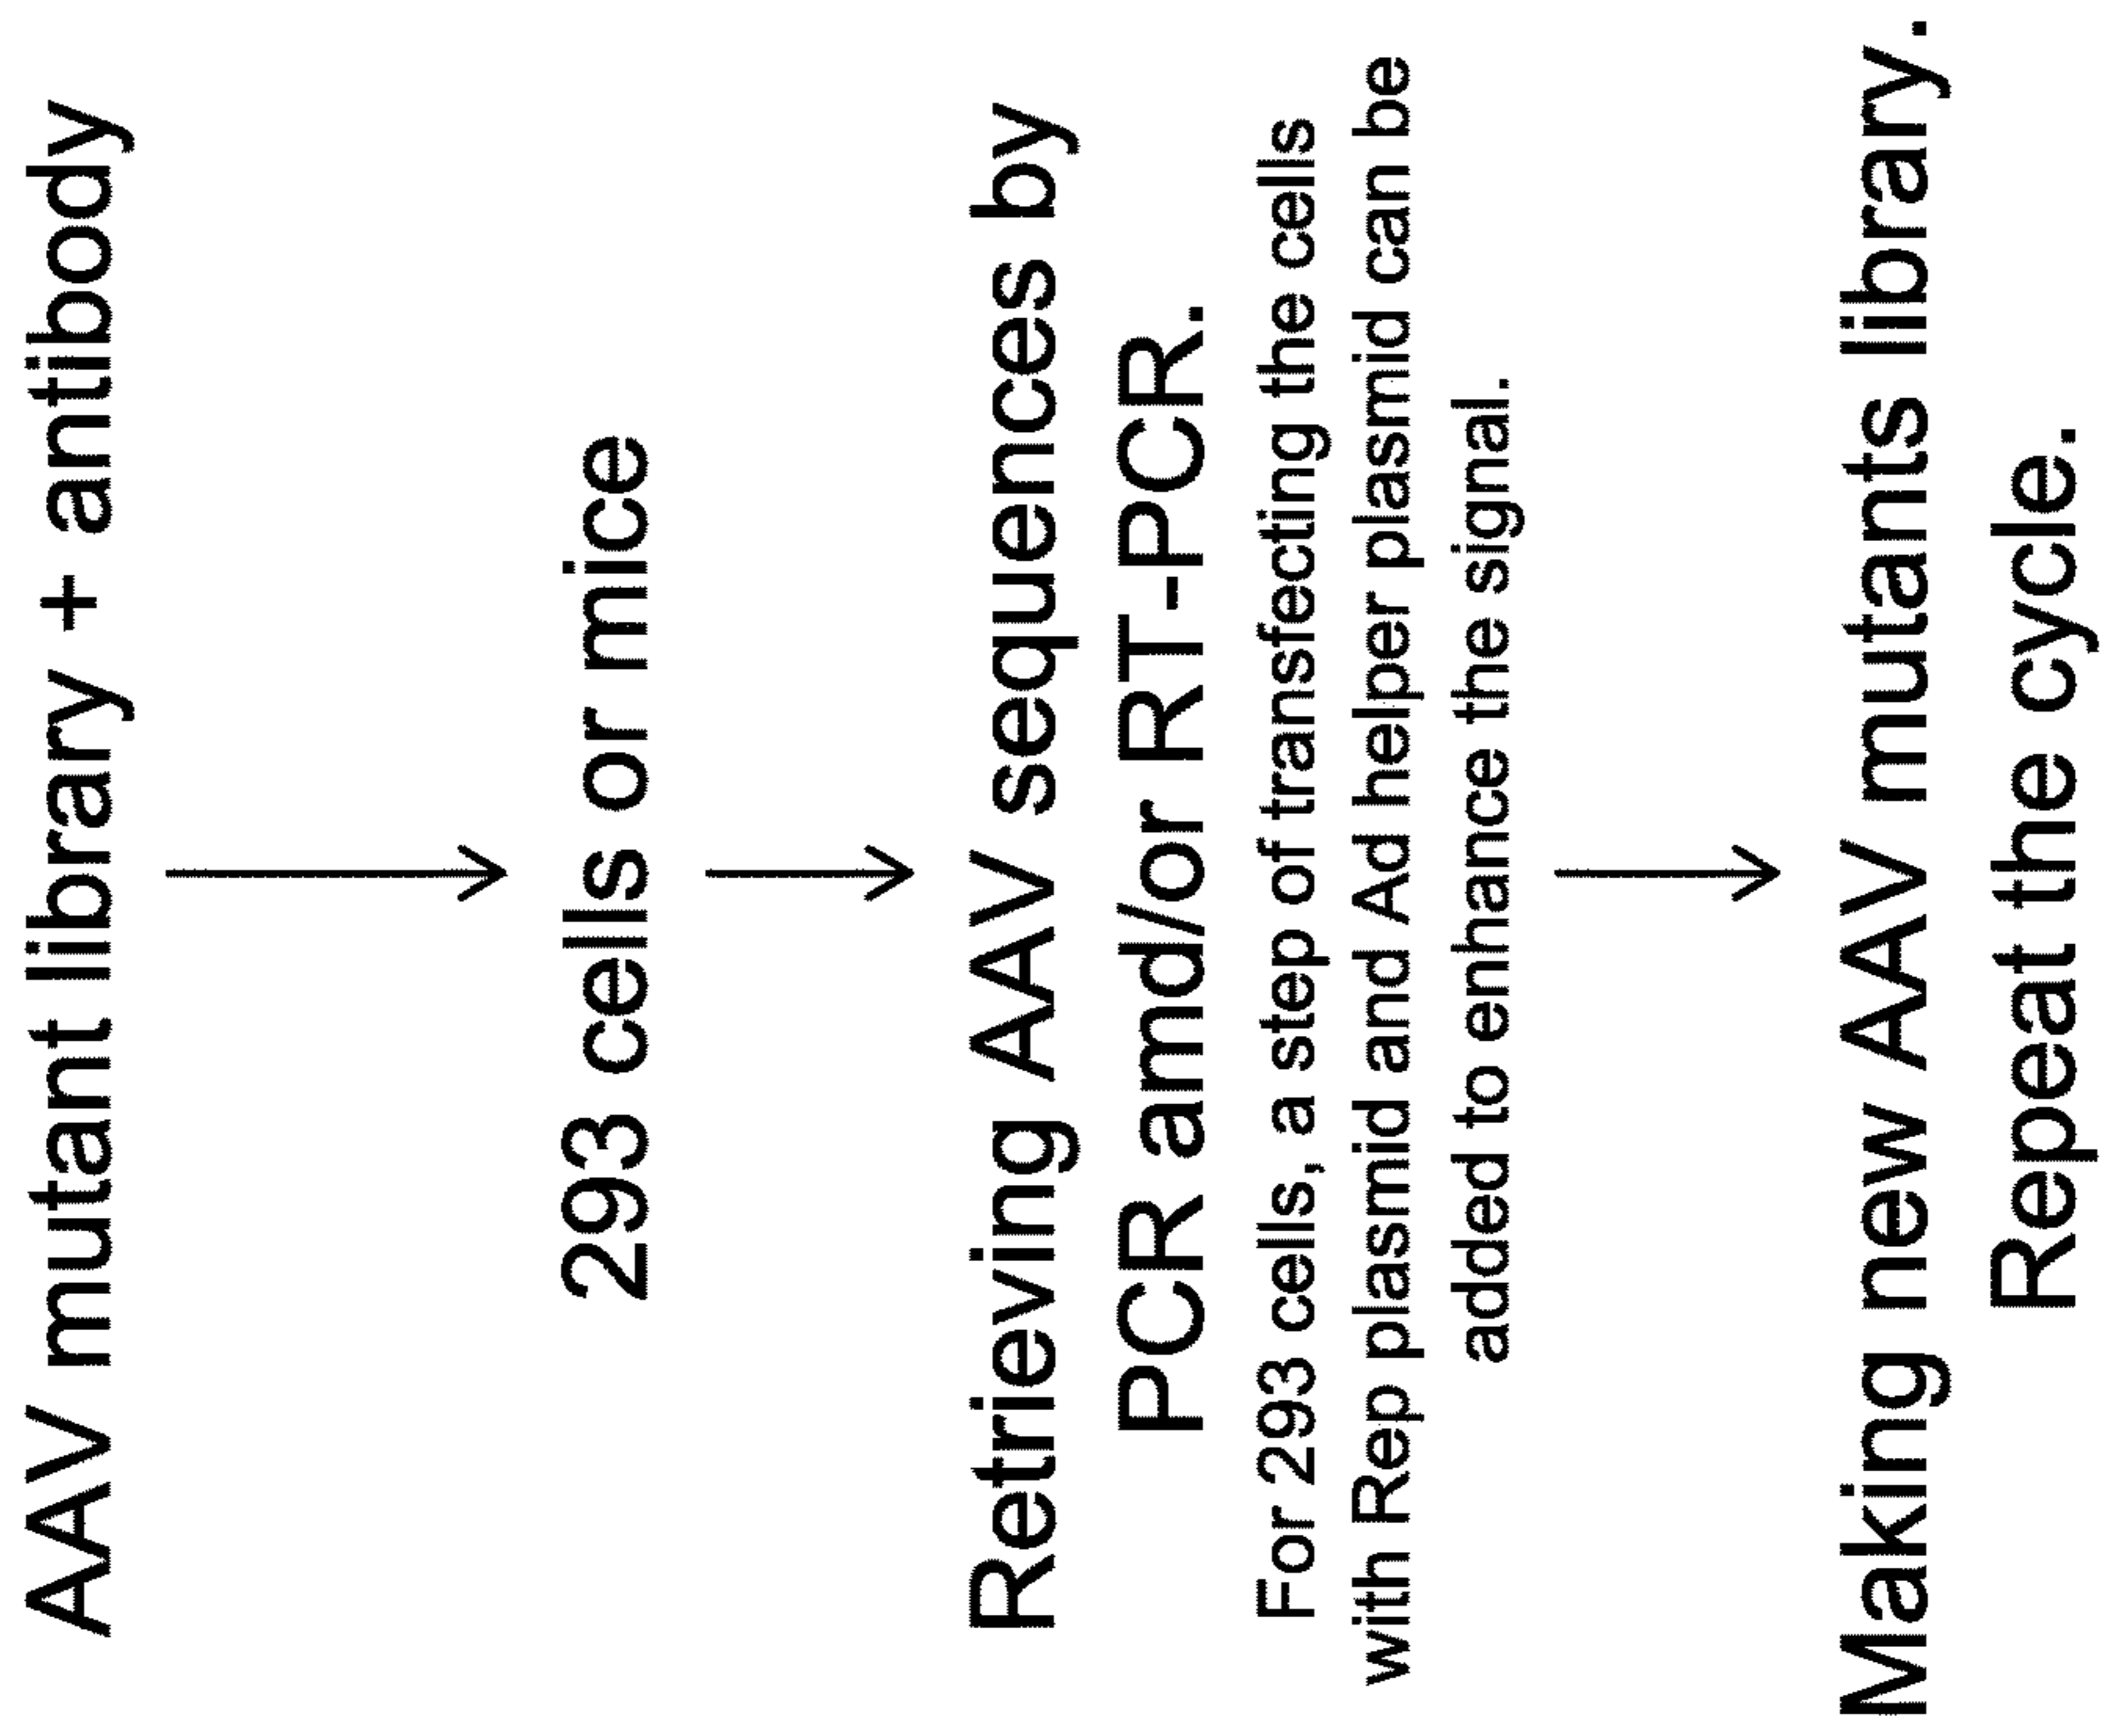 AAV mutant library + antibody
293 cells or mice
Retrieving AAV sequences by
PCR amd/or RT-PCR.
For 293 cells, a step of transfecting the cells
with Rep plasmid and Ad helper plasmid can be
added to enhance the signal.
Making new AAV mutants library.
Repeat the cycle.